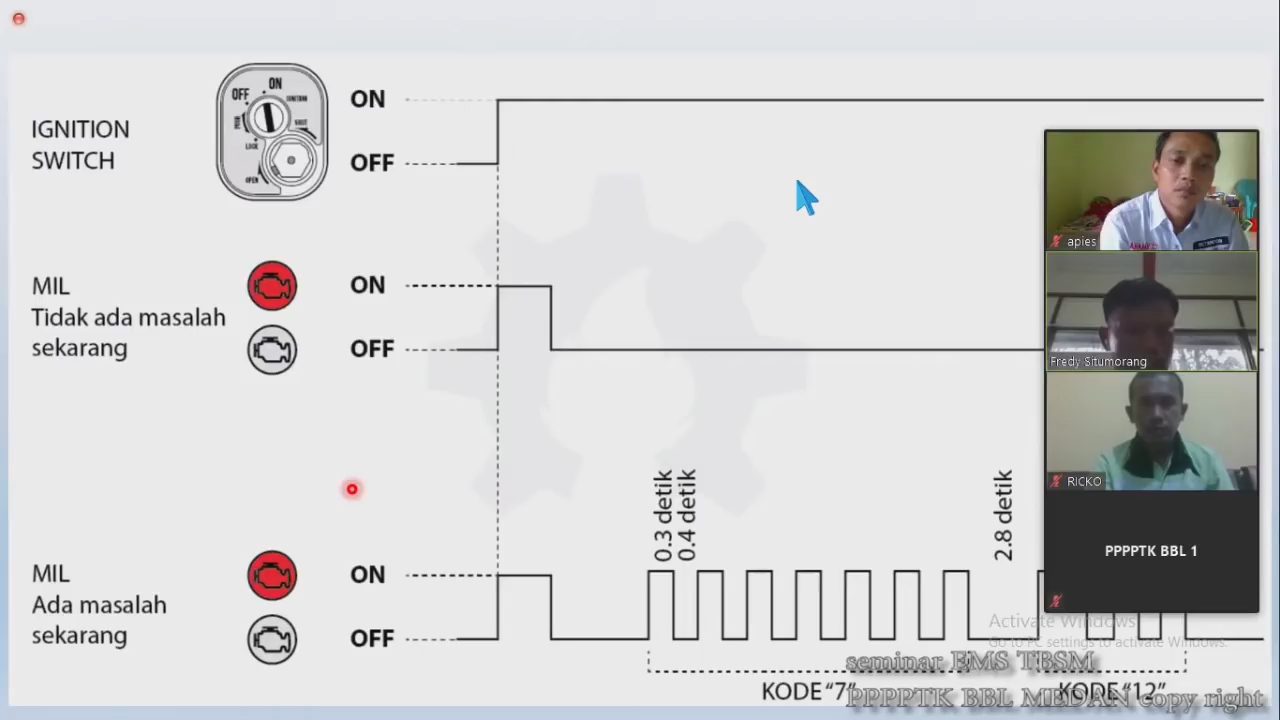 ON
OFF
LOCK
OPEN
IGNITION
SWITCH
ON
OFF
MIL
Tidak ada masalah
sekarang
ON
OFF
0.3 detik
0.4 detik
2.8 detik
MIL
Ada masalah
sekarang
ON
OFF
KODE “7”
KODE “12”
apies
Fredy Situmorang
RICKO
PPPPTK BBL 1
Activate Windows
Go to PC settings to activate Windows.
seminar EMS TBSM
PPPPTK BBL MEDAN copy right